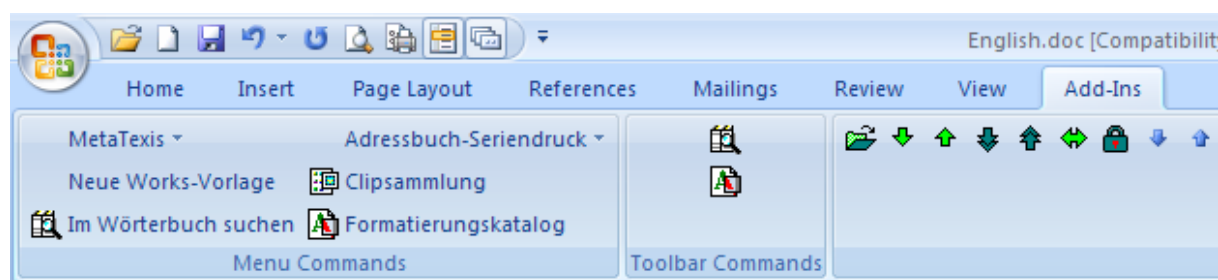 English.doc [Compatibility
Home Insert Page Layout References Mailings Review View Add-Ins
MetaTexis Adressbuch-Seriendruck
Neue Works-Vorlage Clipsammlung
Im Wörterbuch suchen Formatierungskatalog
Menu Commands Toolbar Commands